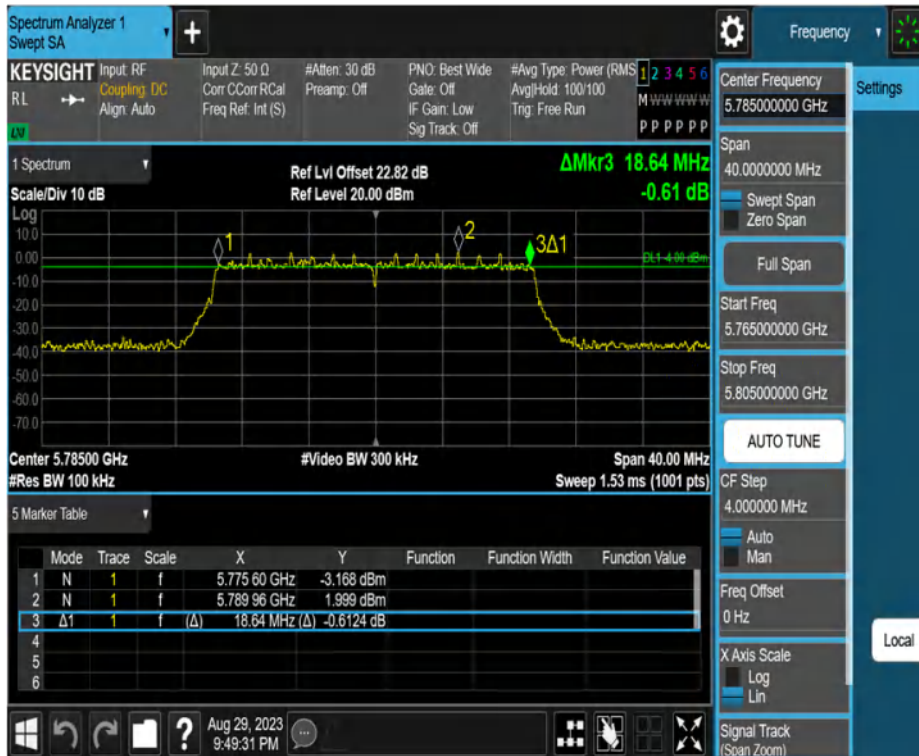 Spectrum Analyzer 1
Swept SA
Frequency
KEYSIGHT
RL
Input: RF
Coupling: DC
Align: Auto
Input Z: 50 Ω
Corr CCorr RCal
Freq Ref: Int (S)
#Atten: 30 dB
Preamp: Off
PNO: Best Wide
Gate: Off
IF Gain: Low
Sig Track: Off
#Avg Type: Power (RMS
Avg|Hold: 100/100
Trig: Free Run
1 2 3 4 5 6
M W W W W W
P P P P P P
1 Spectrum
Scale/Div 10 dB
Ref Lvl Offset 22.82 dB
Ref Level 20.00 dBm
ΔMkr3 18.64 MHz
-0.61 dB
Log
10.0
0.00
-10.0
-20.0
-30.0
-40.0
-50.0
-60.0
-70.0
1
2
3Δ1
DL1 -4.00 dBm
Center 5.78500 GHz
#Video BW 300 kHz
Span 40.00 MHz
#Res BW 100 kHz
Sweep 1.53 ms (1001 pts)
5 Marker Table
Mode Trace Scale X Y Function Function Width Function Value
1 N 1 f 5.775 60 GHz -3.168 dBm
2 N 1 f 5.789 96 GHz 1.999 dBm
3 Δ1 1 f (Δ) 18.64 MHz (Δ) -0.6124 dB
4
5
6
Aug 29, 2023
9:49:31 PM
Center Frequency
5.785000000 GHz
Settings
Span
40.0000000 MHz
Swept Span
Zero Span
Full Span
Start Freq
5.765000000 GHz
Stop Freq
5.805000000 GHz
AUTO TUNE
CF Step
4.000000 MHz
Auto
Man
Freq Offset
0 Hz
Local
X Axis Scale
Log
Lin
Signal Track
(Span Zoom)